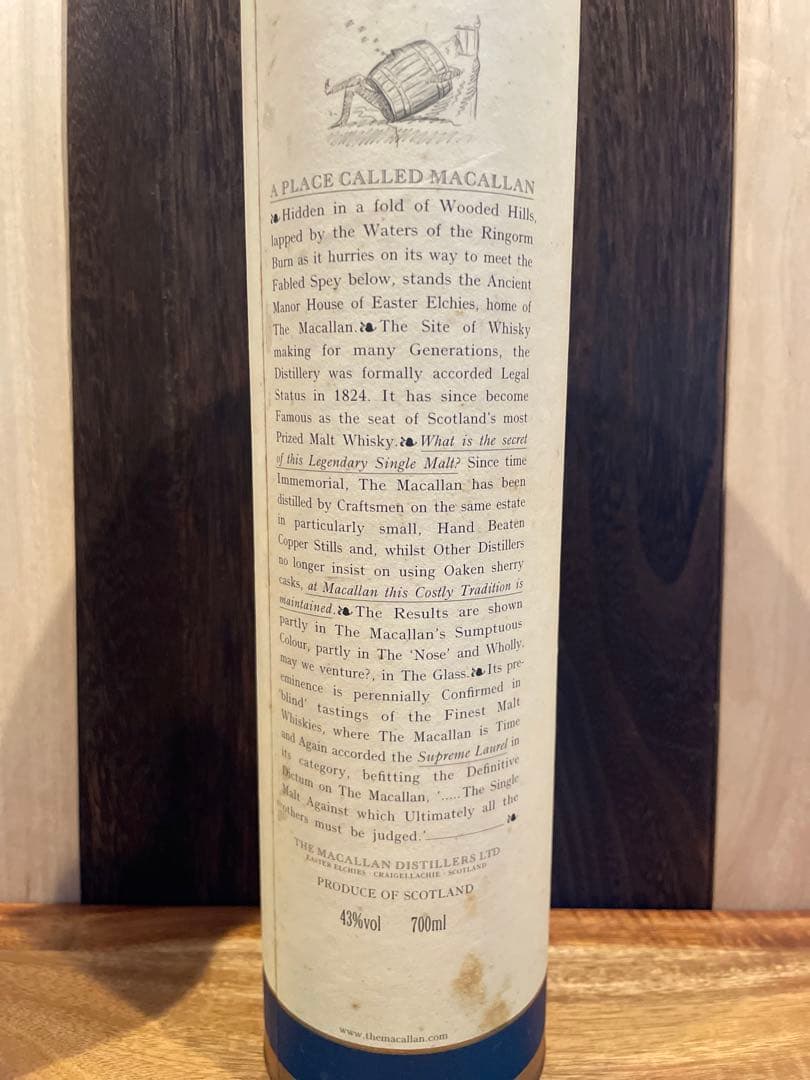 A PLACE CALLED MACALLAN
Hidden in a fold of Wooded Hills,
lapped by the Waters of the Ringorm
Burn as it hurries on its way to meet the
Fabled Spey below, stands the Ancient
Manor House of Easter Elchies, home of
The Macallan. The Site of Whisky
making for many Generations, the
Distillery was formally accorded Legal
Status in 1824. It has since become
Famous as the seat of Scotland's most
Prized Malt Whisky. What is the secret
of this Legendary Single Malt? Since time
Immemorial, The Macallan has been
distilled by Craftsmen on the same estate
in particularly small, Hand Beaten
Copper Stills and, whilst Other Distillers
no longer insist on using Oaken sherry
casks, at Macallan this Costly Tradition is
maintained. The Results are shown
partly in The Macallan's Sumptuous
Colour, partly in The 'Nose' and Wholly,
may we venture?, in The Glass. Its pre-
eminence is perennially Confirmed in
'blind' tastings of the Finest Malt
Whiskies, where The Macallan is Time
and Again accorded the Supreme Laurel in
its category, befitting the Definitive
Dictum on The Macallan, '.....The Single
Malt Against which Ultimately all the
others must be judged.'
THE MACALLAN DISTILLERS LTD
EASTER ELCHIES · CRAIGELLACHIE · SCOTLAND
PRODUCE OF SCOTLAND
43%vol 700ml
www.themacallan.com